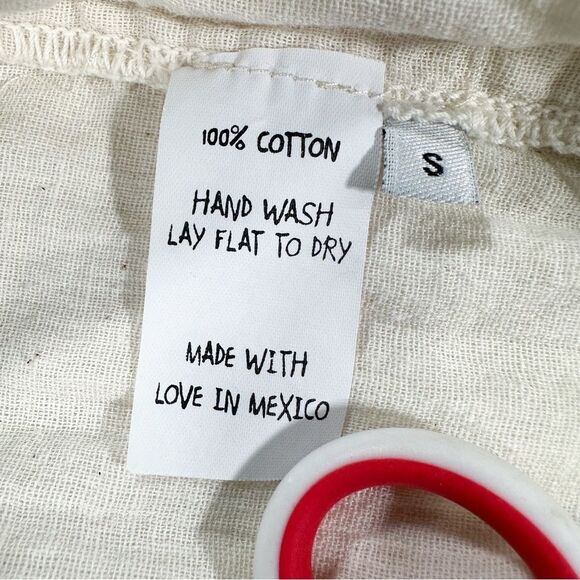 100% COTTON
S
HAND WASH
LAY FLAT TO DRY
MADE WITH
LOVE IN MEXICO